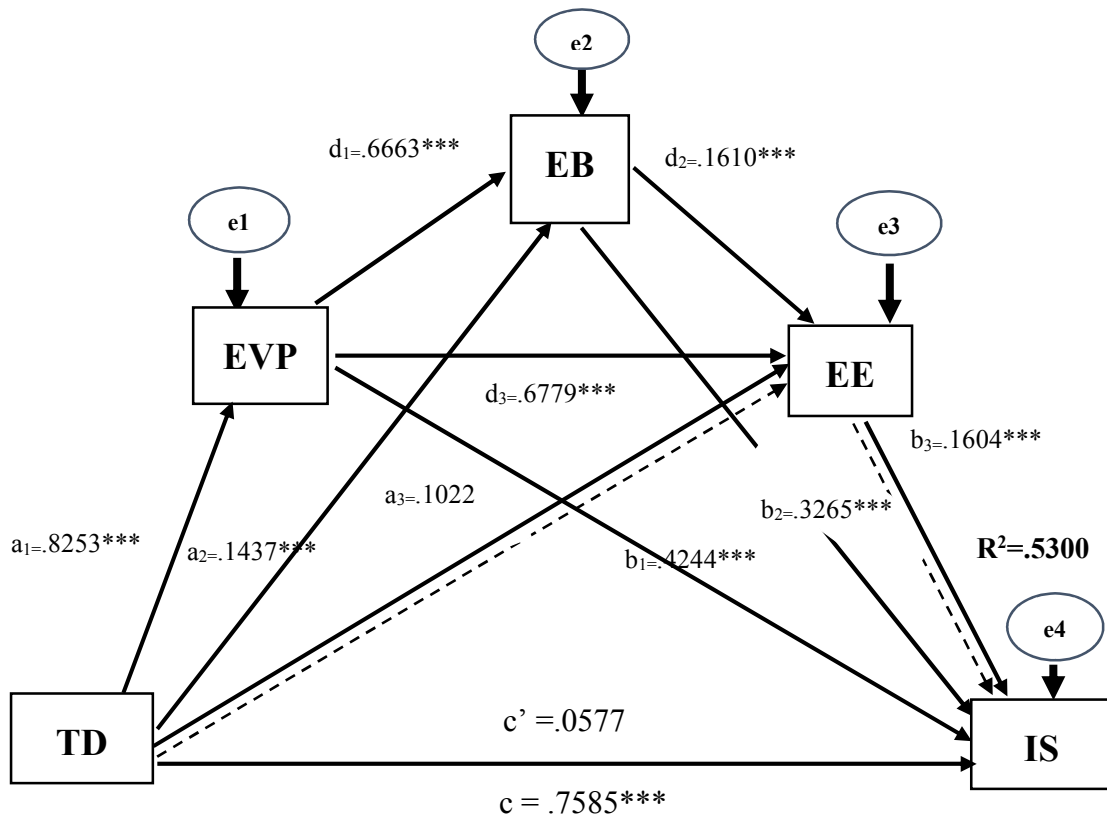 e2
d₁=.6663***
EB
d₂=.1610***
e1
e3
EVP
EE
d₃=.6779***
b₃=.1604***
a₃=.1022
b₂=.3265***
a₁=.8253***
a₂=.1437***
b₁=.4244***
R²=.5300
e4
TD
c’ =.0577
IS
c = .7585***